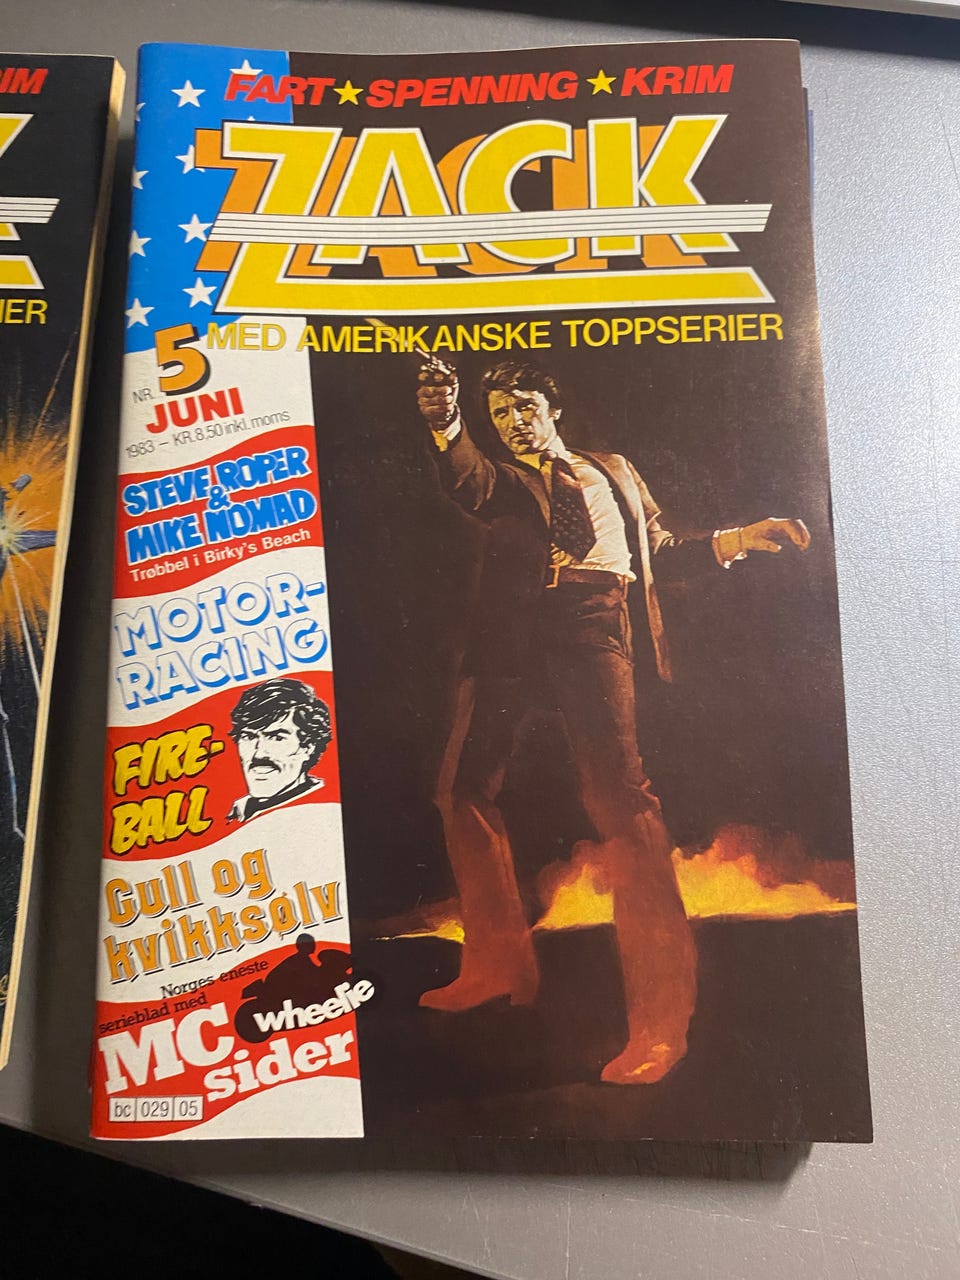 IM
IER
FART ★ SPENNING ★ KRIM
ZACK
MED AMERIKANSKE TOPPSERIER
NR. 5
JUNI
1983 - KR. 8,50 inkl. moms
STEVE ROPER
&
MIKE NOMAD
Trøbbel i Birky's Beach
MOTOR-
RACING
FIRE-
BALL
Gull og
kvikksølv
Norges eneste
serieblad med
MC wheelie
sider
bc 029 05